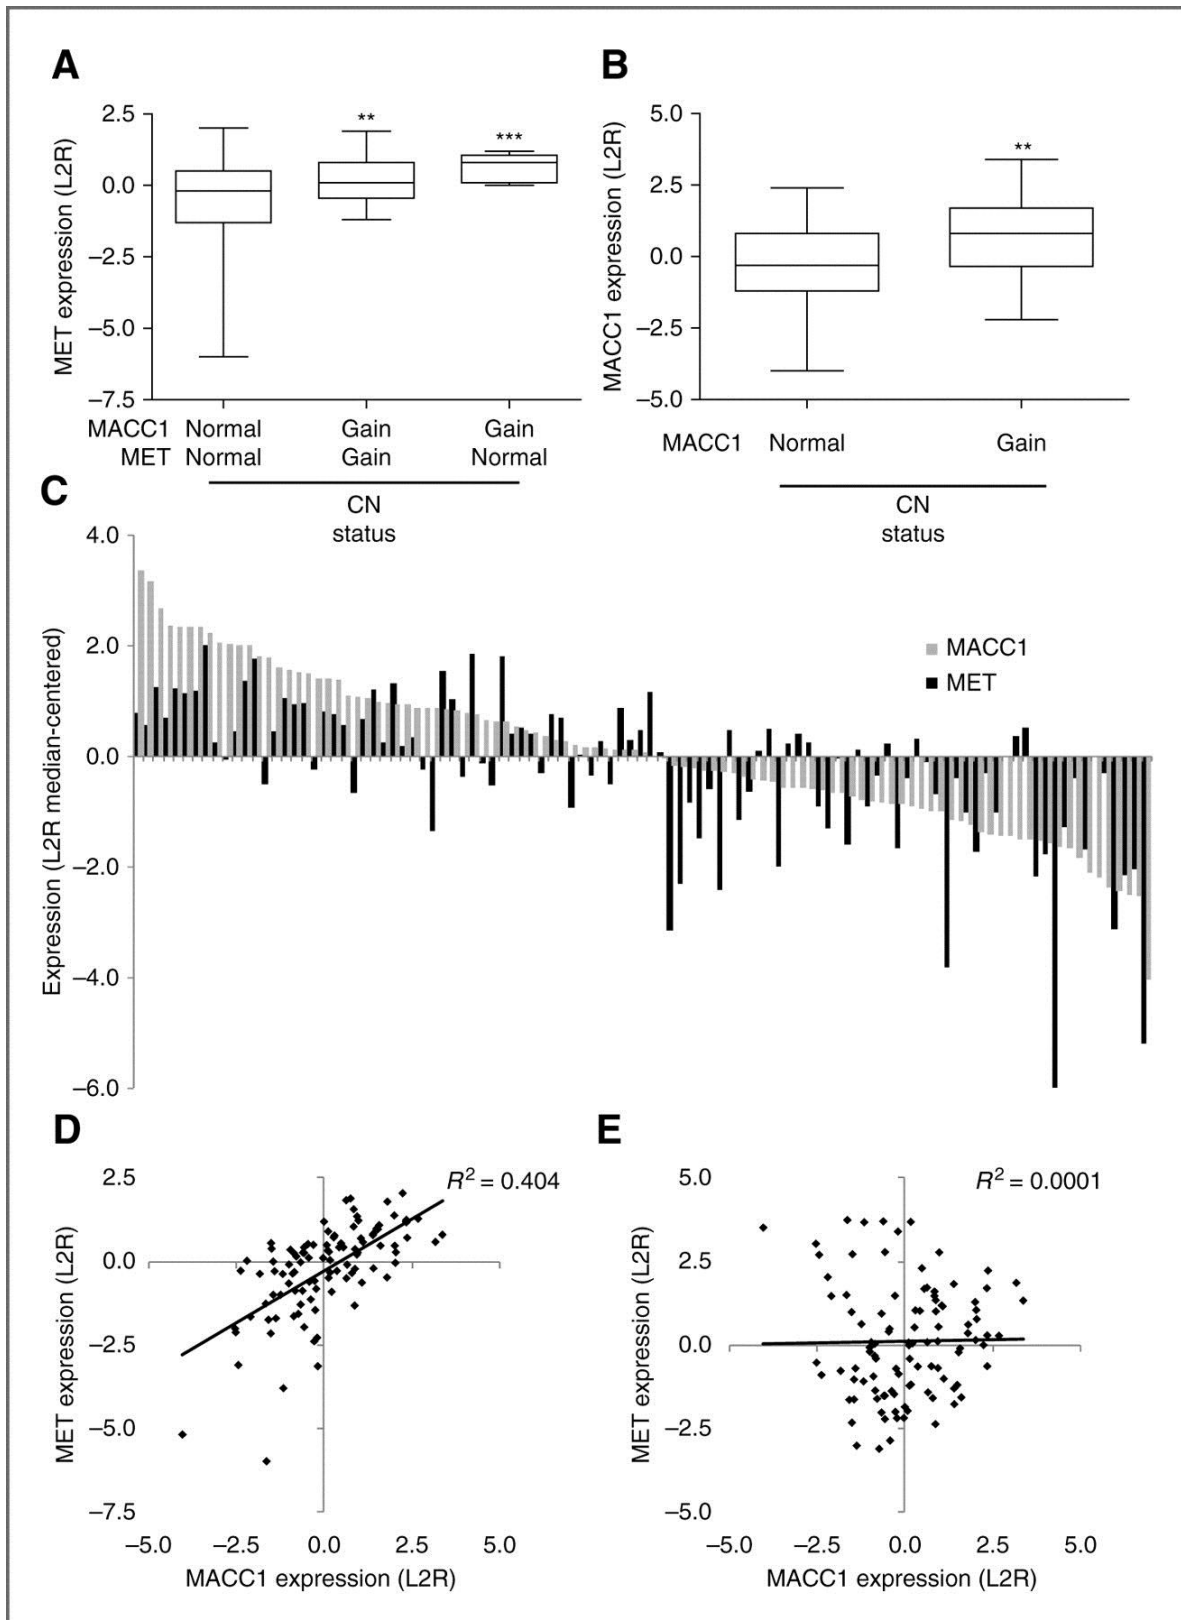 A
B
2.5
0.0
–2.5
–5.0
–7.5
MET expression (L2R)
**
***
MACC1 Normal Gain Gain
MET Normal Gain Normal
CN
status
5.0
2.5
0.0
–2.5
–5.0
MACC1 expression (L2R)
**
MACC1 Normal Gain
CN
status
C
4.0
2.0
0.0
–2.0
–4.0
–6.0
Expression (L2R median-centered)
MACC1
MET
D
2.5
0.0
–2.5
–5.0
–7.5
MET expression (L2R)
R² = 0.404
–5.0 –2.5 0.0 2.5 5.0
MACC1 expression (L2R)
E
5.0
2.5
0.0
–2.5
–5.0
MET expression (L2R)
R² = 0.0001
–5.0 –2.5 0.0 2.5 5.0
MACC1 expression (L2R)